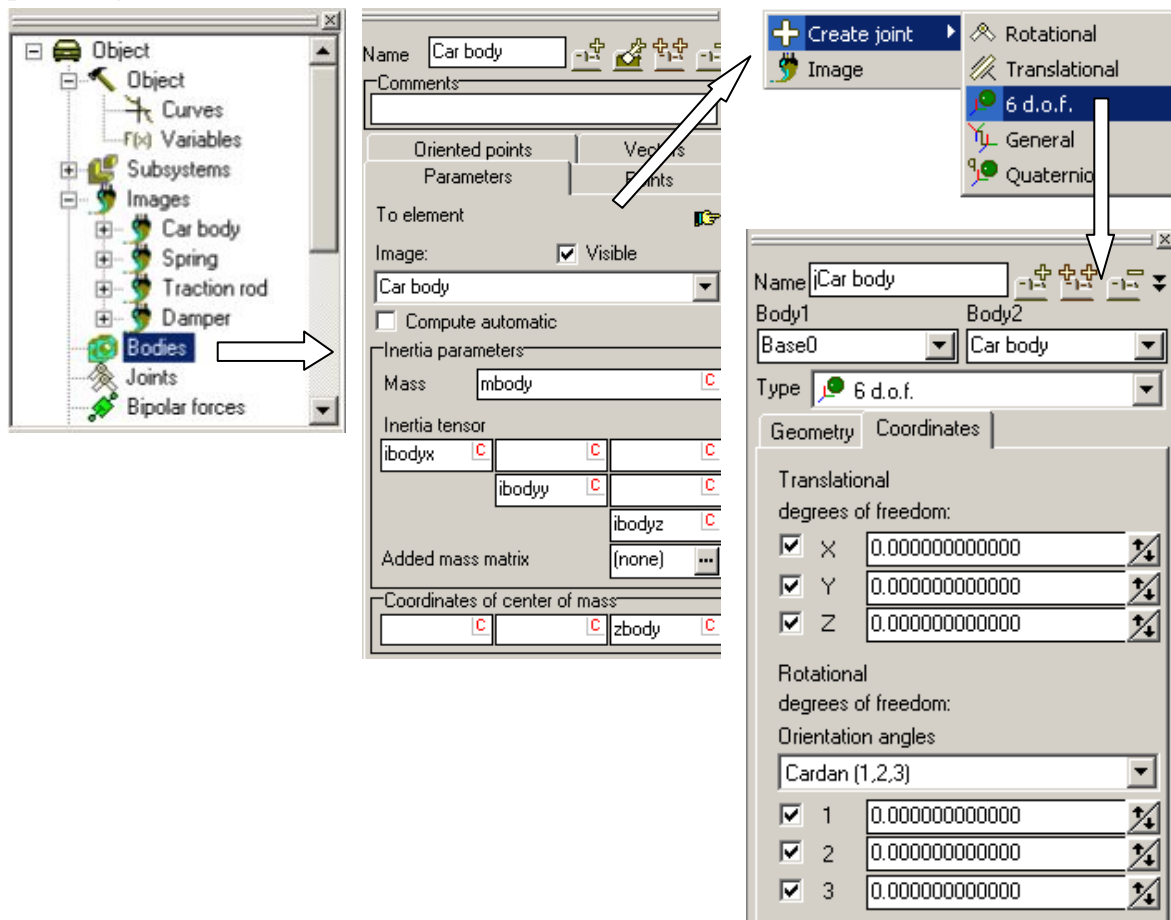 Object
Object
Curves
F(x) Variables
Subsystems
Images
Car body
Spring
Traction rod
Damper
Bodies
Joints
Bipolar forces
Name Car body
Comments
Oriented points Vectors
Parameters Points
To element
Image: Visible
Car body
Compute automatic
Inertia parameters
Mass mbody C
Inertia tensor
ibodyx C C C
ibodyy C C
ibodyz C
Added mass matrix (none) ...
Coordinates of center of mass
C C zbody C
Create joint
Image
Rotational
Translational
6 d.o.f.
General
Quaternio
Name jCar body
Body1 Body2
Base0 Car body
Type 6 d.o.f.
Geometry Coordinates
Translational
degrees of freedom:
X 0.000000000000
Y 0.000000000000
Z 0.000000000000
Rotational
degrees of freedom:
Orientation angles
Cardan (1,2,3)
1 0.000000000000
2 0.000000000000
3 0.000000000000